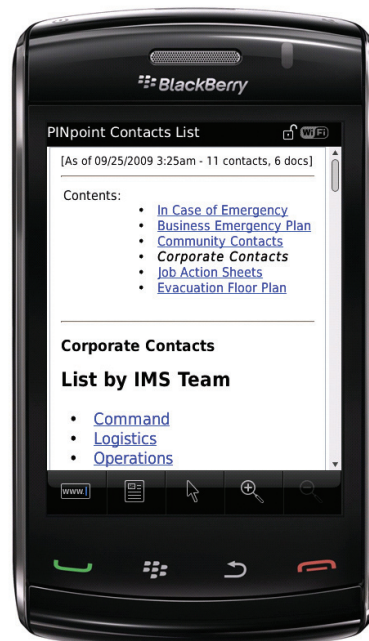 BlackBerry
PINpoint Contacts List WiFi
[As of 09/25/2009 3:25am - 11 contacts, 6 docs]
Contents:
• In Case of Emergency
• Business Emergency Plan
• Community Contacts
• Corporate Contacts
• Job Action Sheets
• Evacuation Floor Plan
Corporate Contacts
List by IMS Team
• Command
• Logistics
• Operations
www.